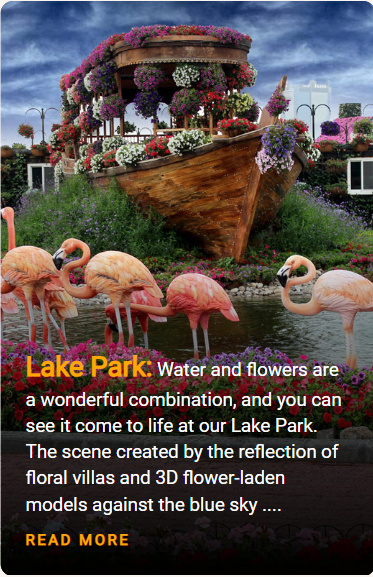 Lake Park: Water and flowers are
a wonderful combination, and you can
see it come to life at our Lake Park.
The scene created by the reflection of
floral villas and 3D flower-laden
models against the blue sky ....
READ MORE